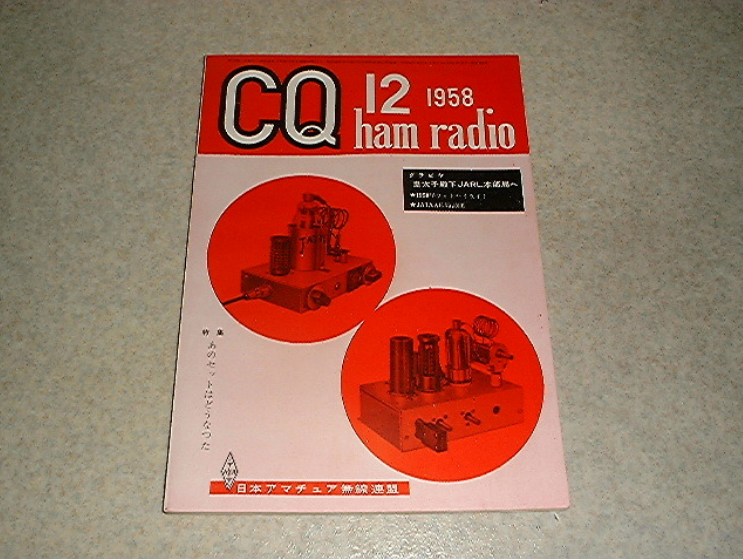 CQ
12 1958
ham radio
グラビヤ
皇太子殿下JARL本部局へ
特集
あのセットはどうなった
日本アマチュア無線連盟